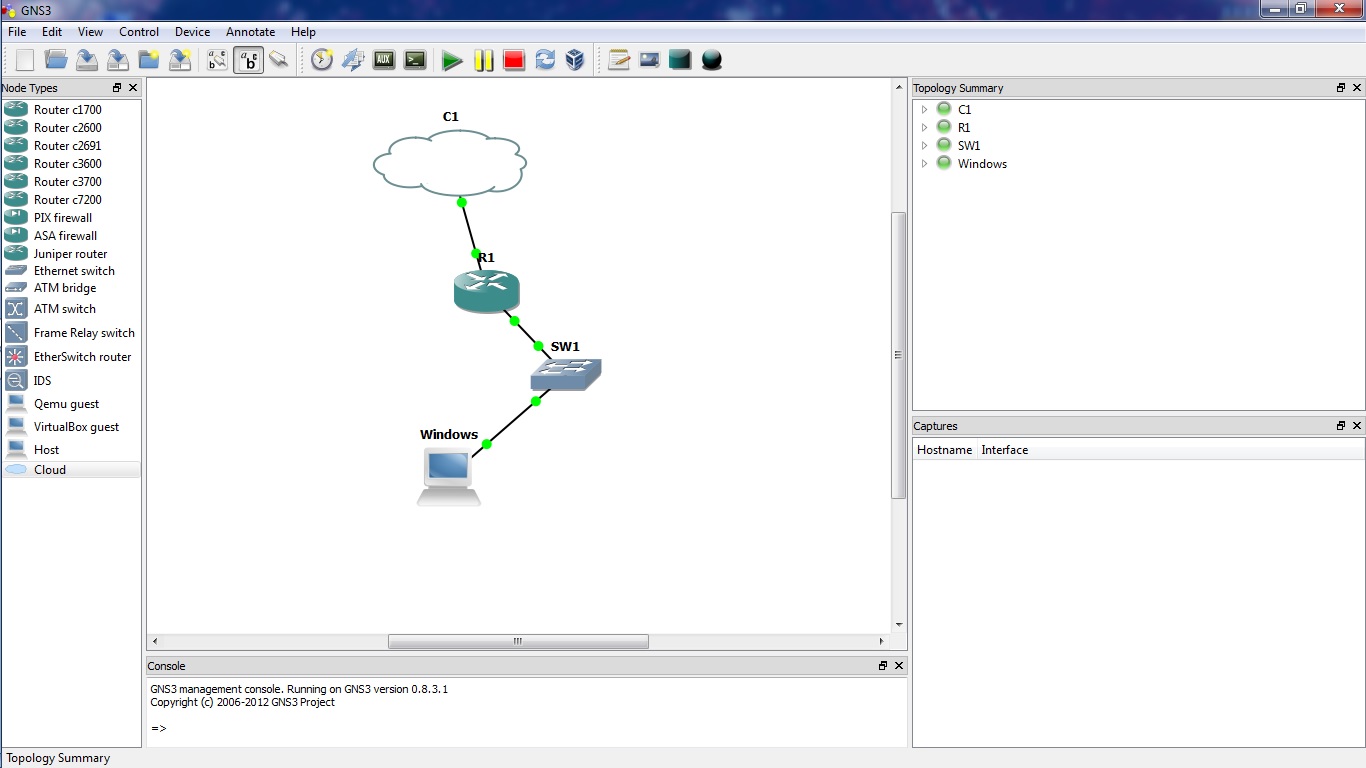 GNS3
File Edit View Control Device Annotate Help
Node Types
Router c1700
Router c2600
Router c2691
Router c3600
Router c3700
Router c7200
PIX firewall
ASA firewall
Juniper router
Ethernet switch
ATM bridge
ATM switch
Frame Relay switch
EtherSwitch router
IDS
Qemu guest
VirtualBox guest
Host
Cloud
C1
R1
SW1
Windows
Console
GNS3 management console. Running on GNS3 version 0.8.3.1
Copyright (c) 2006-2012 GNS3 Project
=>
Topology Summary
C1
R1
SW1
Windows
Captures
Hostname Interface
Topology Summary